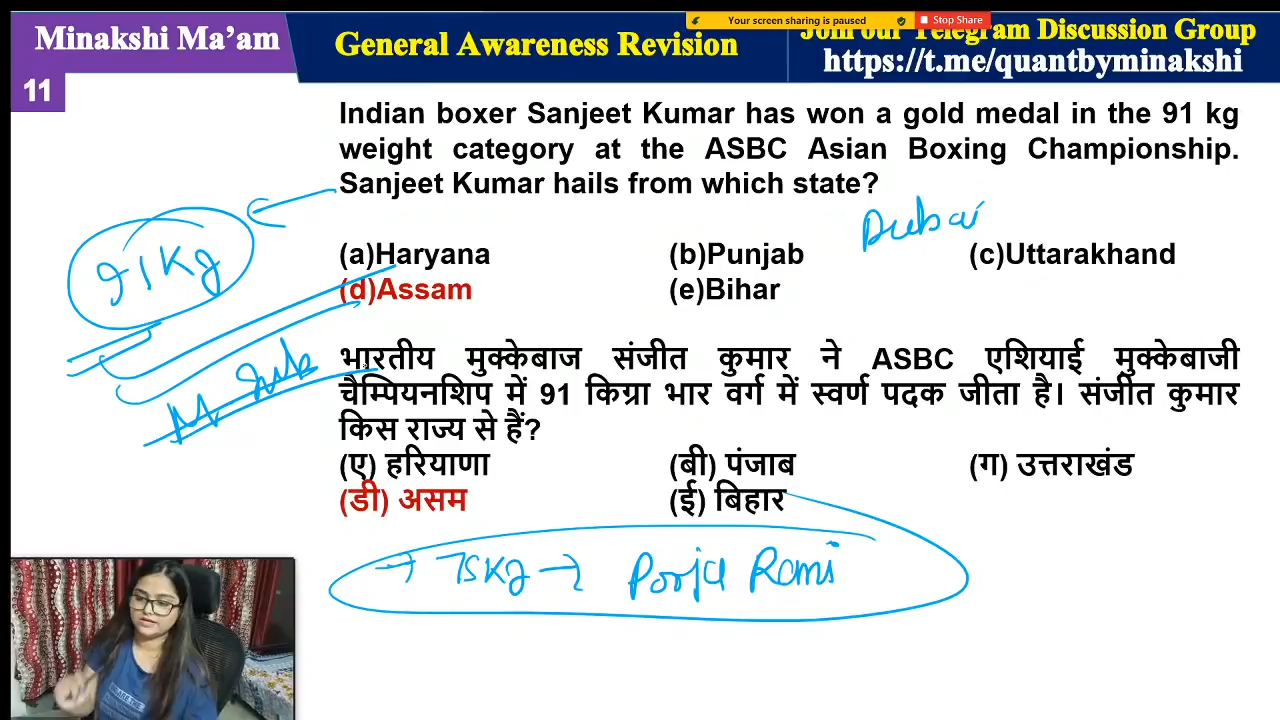 Minakshi Ma'am
General Awareness Revision
Your screen sharing is paused
Stop Share
Join our Telegram Discussion Group
https://t.me/quantbyminakshi
11
Indian boxer Sanjeet Kumar has won a gold medal in the 91 kg
weight category at the ASBC Asian Boxing Championship.
Sanjeet Kumar hails from which state?
Dubai
91Kg
(a)Haryana (b)Punjab (c)Uttarakhand
(d)Assam (e)Bihar
भारतीय मुक्केबाज संजीत कुमार ने ASBC एशियाई मुक्केबाजी
चैम्पियनशिप में 91 किग्रा भार वर्ग में स्वर्ण पदक जीता है। संजीत कुमार
किस राज्य से हैं?
(ए) हरियाणा (बी) पंजाब (ग) उत्तराखंड
(डी) असम (ई) बिहार
→ 75Kg → Pooja Rani